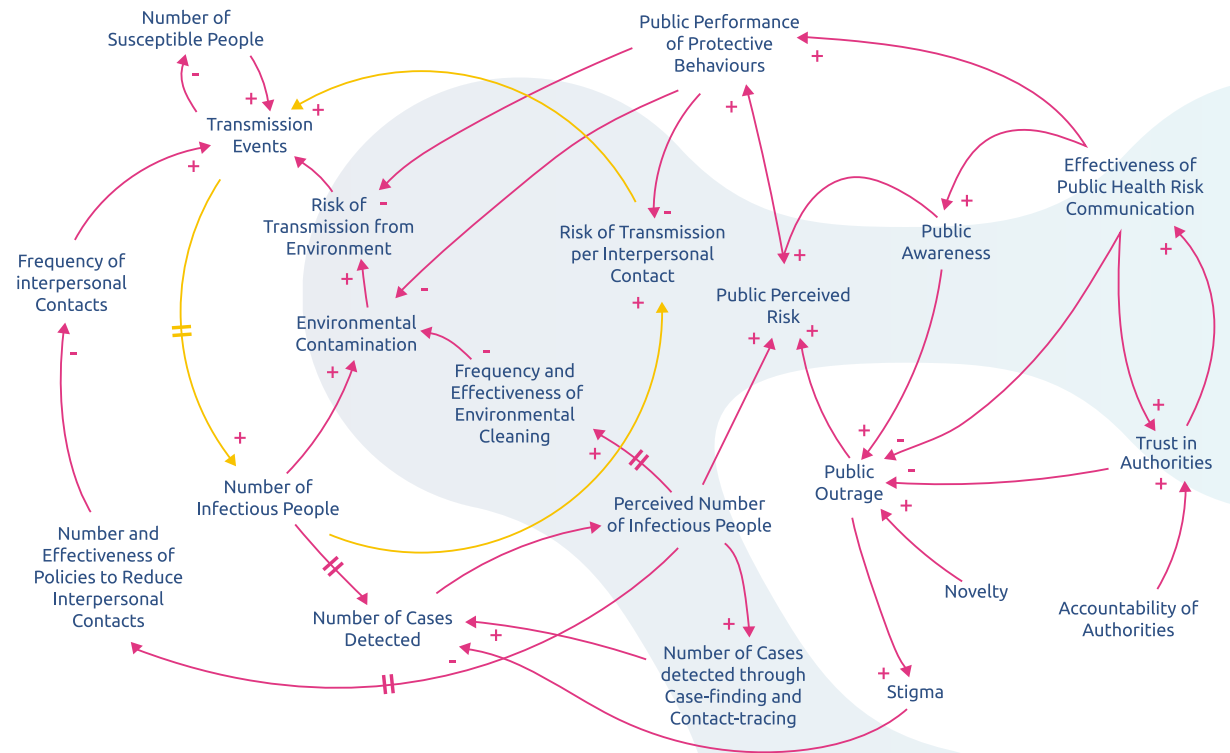 Number of
Susceptible People
-
+
+
Transmission
Events
+
Public Performance
of Protective
Behaviours
+
+
Effectiveness of
Public Health Risk
Communication
+
+
Risk of
Transmission from
Environment
-
+
Risk of Transmission
per Interpersonal
Contact
-
+
Public
Awareness
+
Frequency of
interpersonal
Contacts
-
Public Perceived
Risk
+
+
+
Environmental
Contamination
-
-
+
Frequency and
Effectiveness of
Environmental
Cleaning
+
+
Number of
Infectious People
Perceived Number
of Infectious People
Public
Outrage
+
-
-
+
+
Trust in
Authorities
+
Number and
Effectiveness of
Policies to Reduce
Interpersonal
Contacts
Number of Cases
Detected
+
-
+
Number of Cases
detected through
Case-finding and
Contact-tracing
Novelty
Accountability of
Authorities
+
Stigma